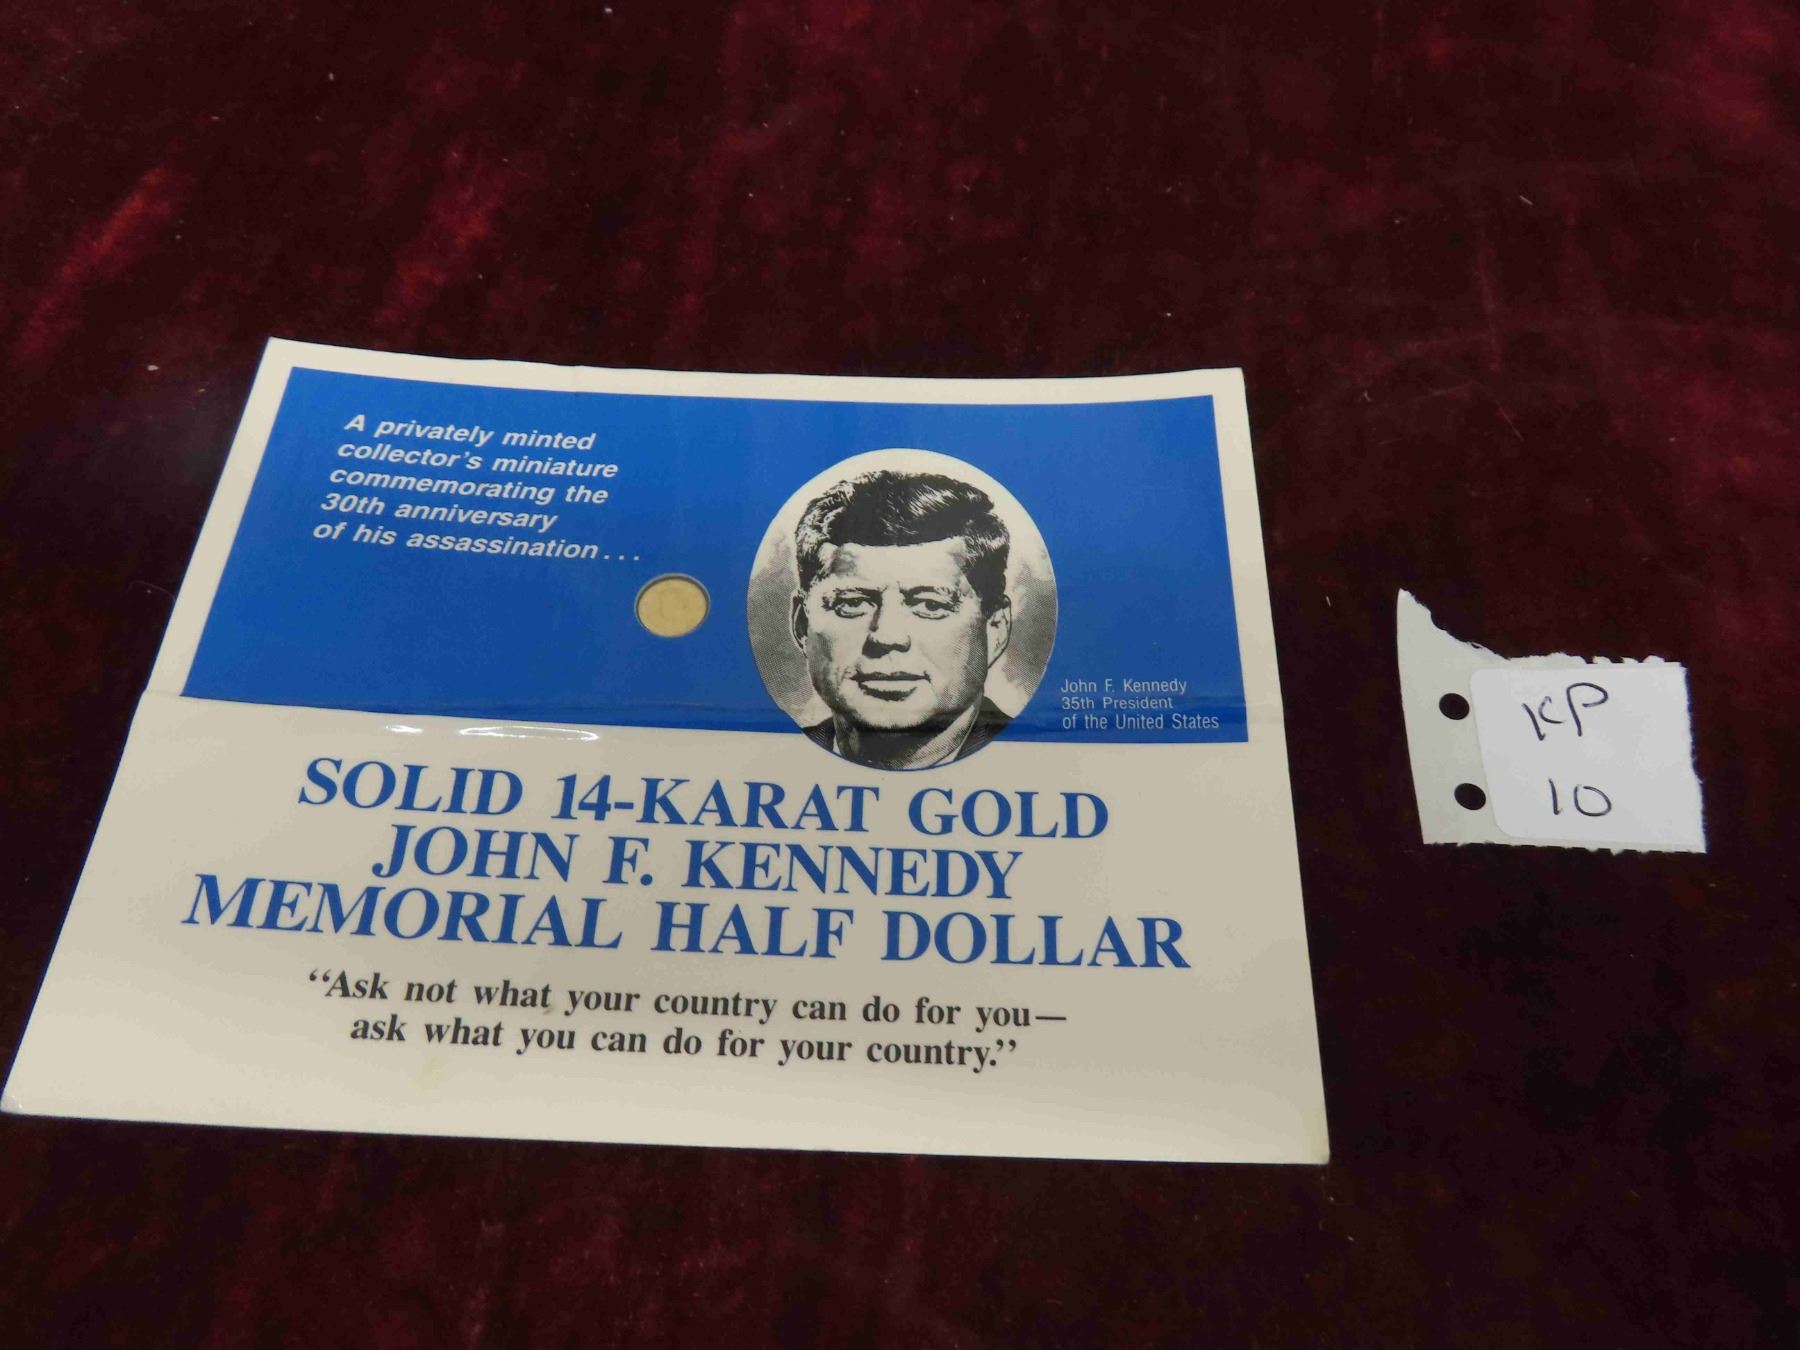 A privately minted
collector's miniature
commemorating the
30th anniversary
of his assassination...
John F. Kennedy
35th President
of the United States
SOLID 14-KARAT GOLD
JOHN F. KENNEDY
MEMORIAL HALF DOLLAR
“Ask not what your country can do for you—
ask what you can do for your country.”
KP
10